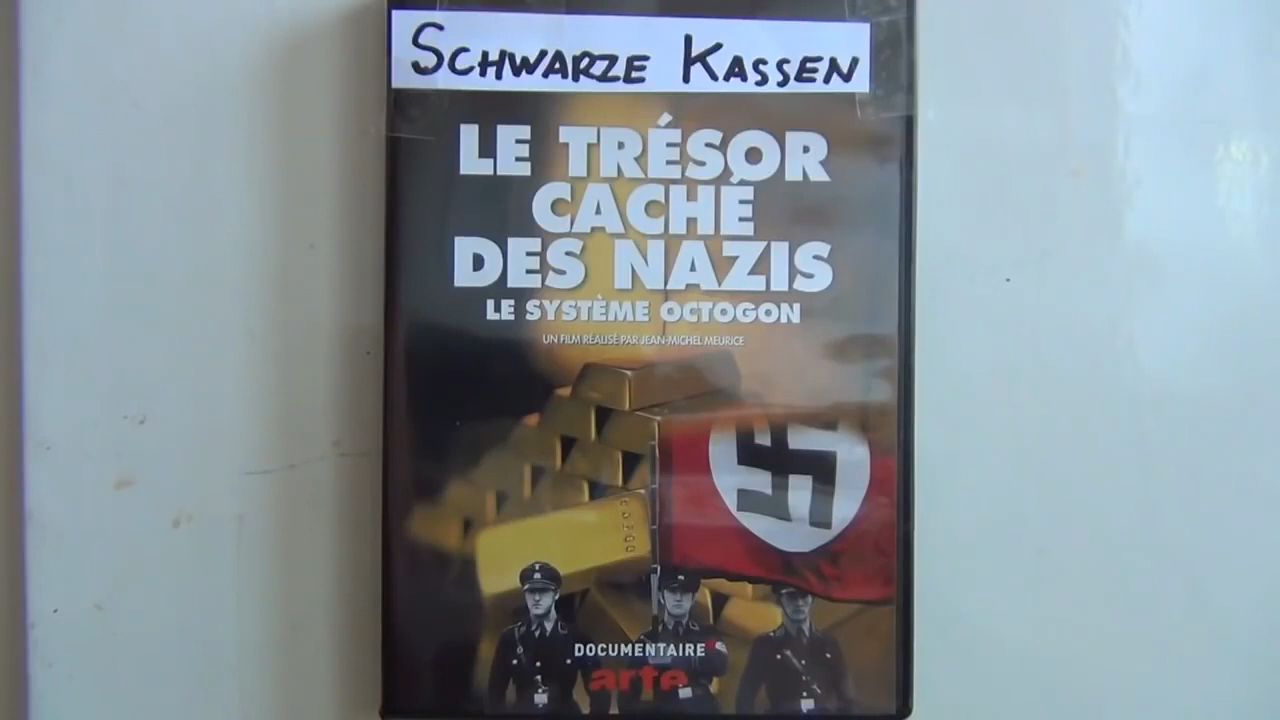 SCHWARZE KASSEN
LE TRÉSOR
CACHÉ
DES NAZIS
LE SYSTÈME OCTOGON
UN FILM RÉALISÉ PAR JEAN-MICHEL MEURICE
DOCUMENTAIRE
arte